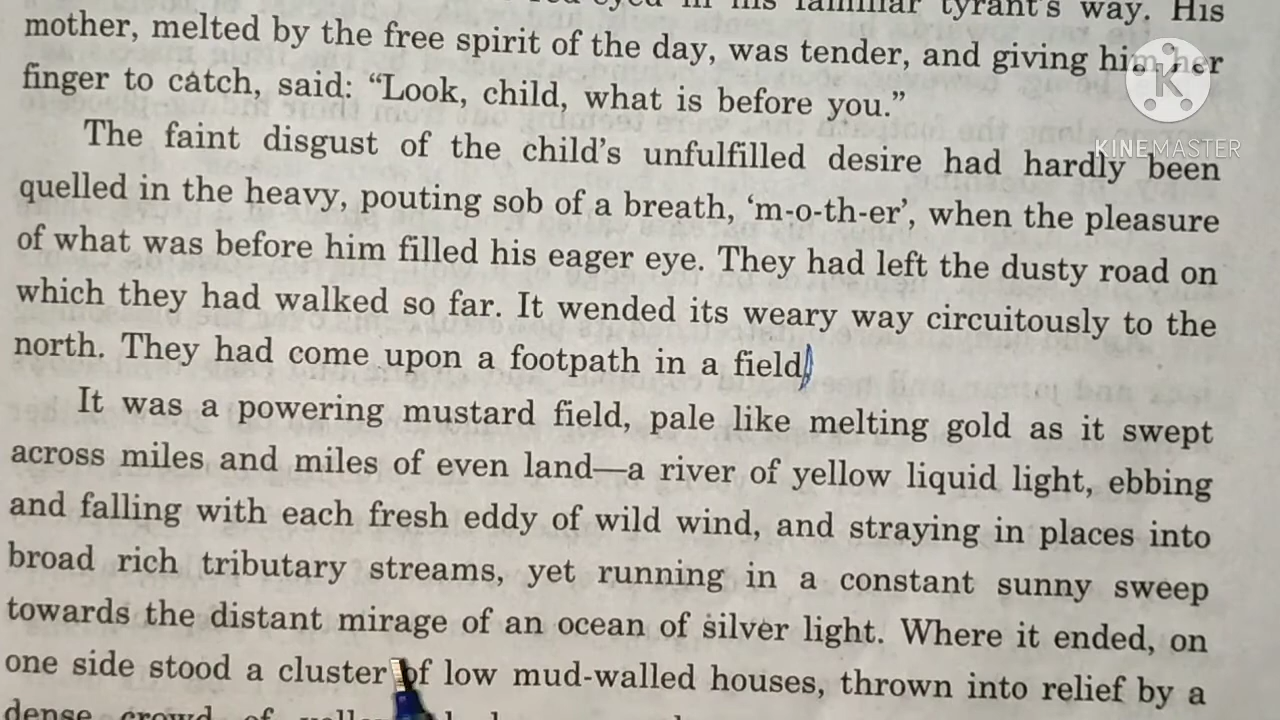 tyrant's way. His
mother, melted by the free spirit of the day, was tender, and giving him her
finger to catch, said: “Look, child, what is before you.”
KINEMASTER
The faint disgust of the child's unfulfilled desire had hardly been
quelled in the heavy, pouting sob of a breath, ‘m-o-th-er’, when the pleasure
of what was before him filled his eager eye. They had left the dusty road on
which they had walked so far. It wended its weary way circuitously to the
north. They had come upon a footpath in a field.
It was a powering mustard field, pale like melting gold as it swept
across miles and miles of even land—a river of yellow liquid light, ebbing
and falling with each fresh eddy of wild wind, and straying in places into
broad rich tributary streams, yet running in a constant sunny sweep
towards the distant mirage of an ocean of silver light. Where it ended, on
one side stood a cluster of low mud-walled houses, thrown into relief by a
dense crowd of